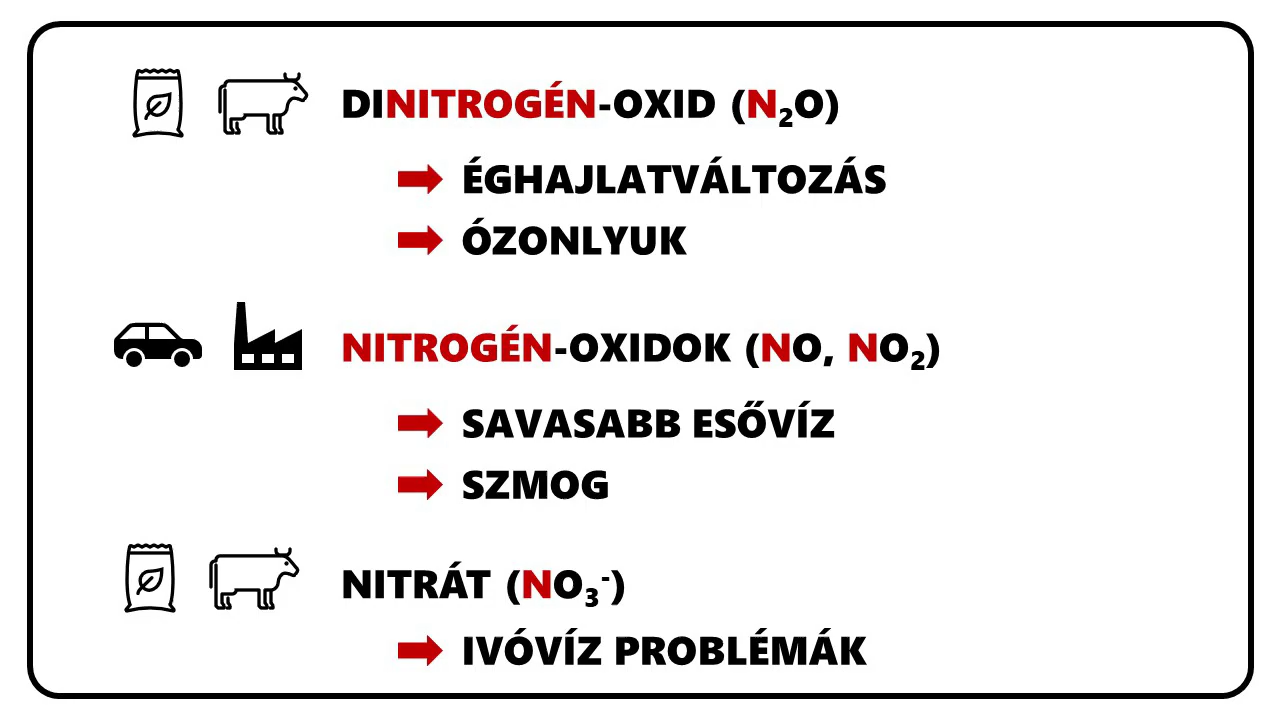 DINITROGÉN-OXID (N₂O)
ÉGHAJLATVÁLTOZÁS
ÓZONLYUK
NITROGÉN-OXIDOK (NO, NO₂)
SAVASABB ESŐVÍZ
SZMOG
NITRÁT (NO₃⁻)
IVÓVÍZ PROBLÉMÁK